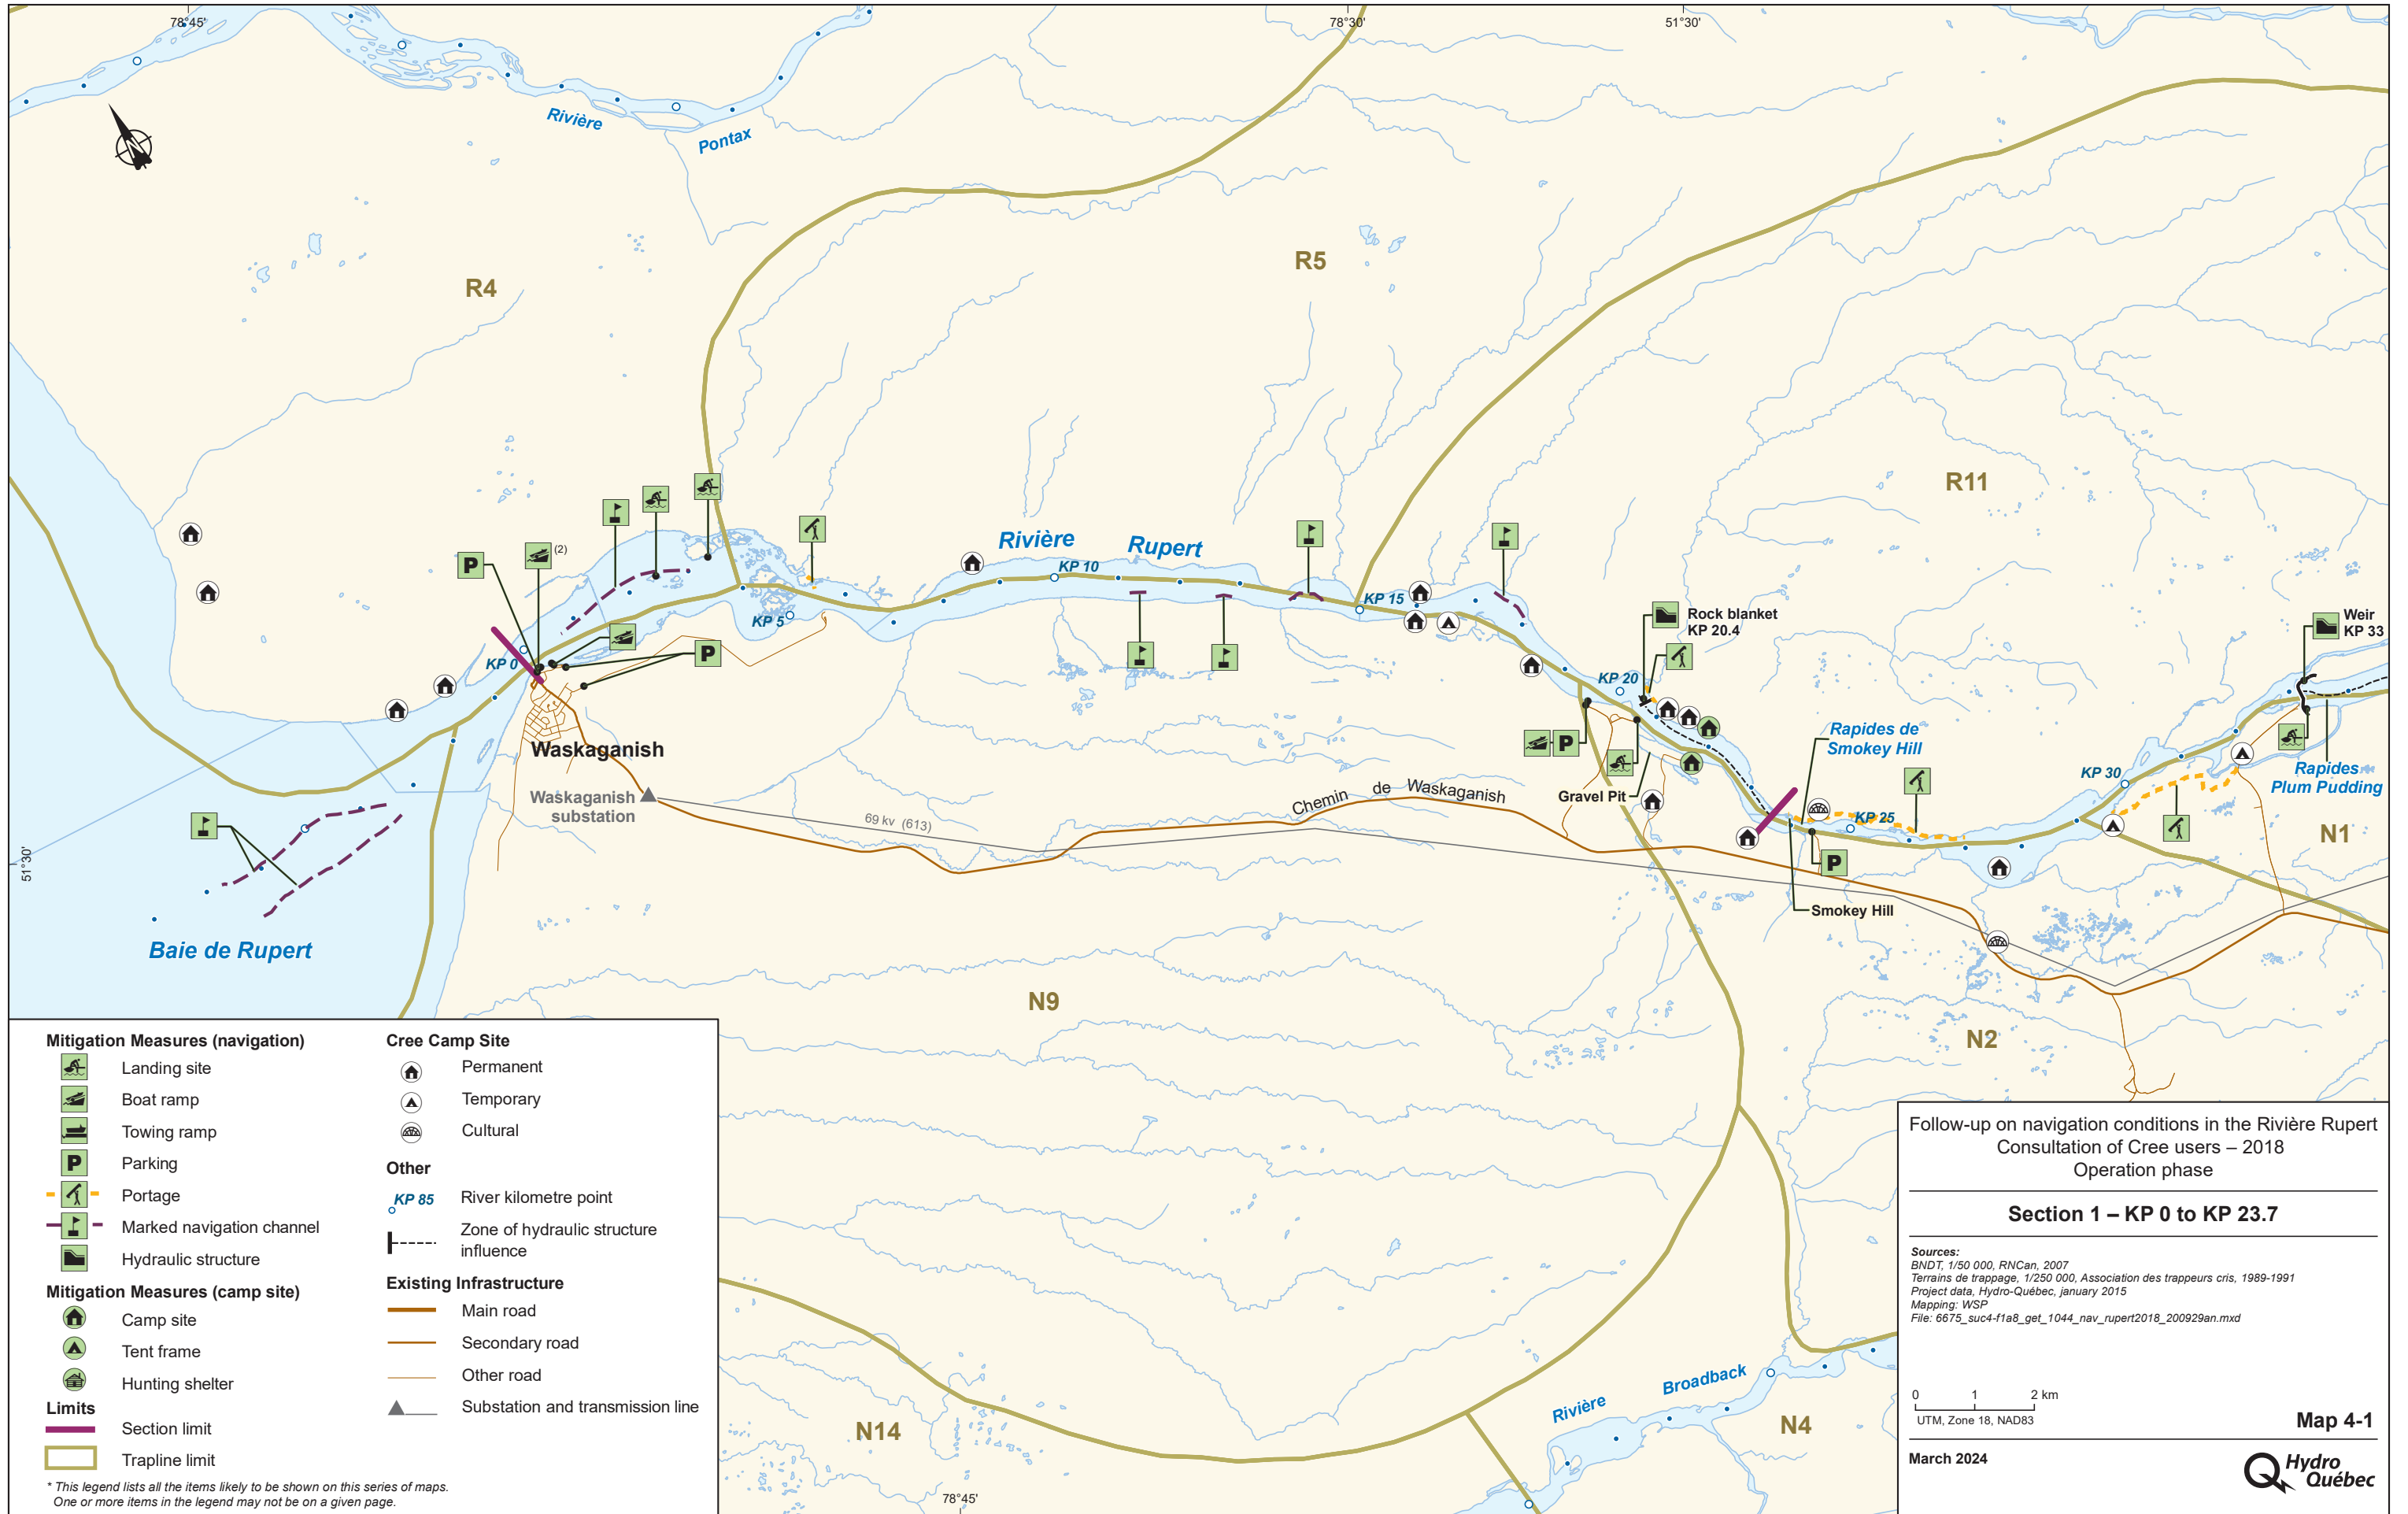 78°45'
78°30'
51°30'
Rivière
Pontax
R4
R5
R11
Rivière Rupert
(2)
P
KP 10
KP 5
KP 15
KP 0
P
Rock blanket
KP 20.4
Weir
KP 33
KP 20
Waskaganish
P
Rapides de
Smokey Hill
KP 30
Rapides
Plum Pudding
Waskaganish
substation
Gravel Pit
Chemin de Waskaganish
69 kv (613)
KP 25
N1
P
51°30'
Smokey Hill
Baie de Rupert
N9
N2
N14
Rivière Broadback
N4
78°45'
Mitigation Measures (navigation)
Landing site
Boat ramp
Towing ramp
P Parking
Portage
Marked navigation channel
Hydraulic structure
Mitigation Measures (camp site)
Camp site
Tent frame
Hunting shelter
Limits
Section limit
Trapline limit
* This legend lists all the items likely to be shown on this series of maps.
One or more items in the legend may not be on a given page.
Cree Camp Site
Permanent
Temporary
Cultural
Other
KP 85 River kilometre point
Zone of hydraulic structure
influence
Existing Infrastructure
Main road
Secondary road
Other road
Substation and transmission line
Follow-up on navigation conditions in the Rivière Rupert
Consultation of Cree users – 2018
Operation phase
Section 1 – KP 0 to KP 23.7
Sources:
BNDT, 1/50 000, RNCan, 2007
Terrains de trappage, 1/250 000, Association des trappeurs cris, 1989-1991
Project data, Hydro-Québec, january 2015
Mapping: WSP
File: 6675_suc4-f1a8_get_1044_nav_rupert2018_200929an.mxd
0 1 2 km
UTM, Zone 18, NAD83
Map 4-1
March 2024
Hydro
Québec